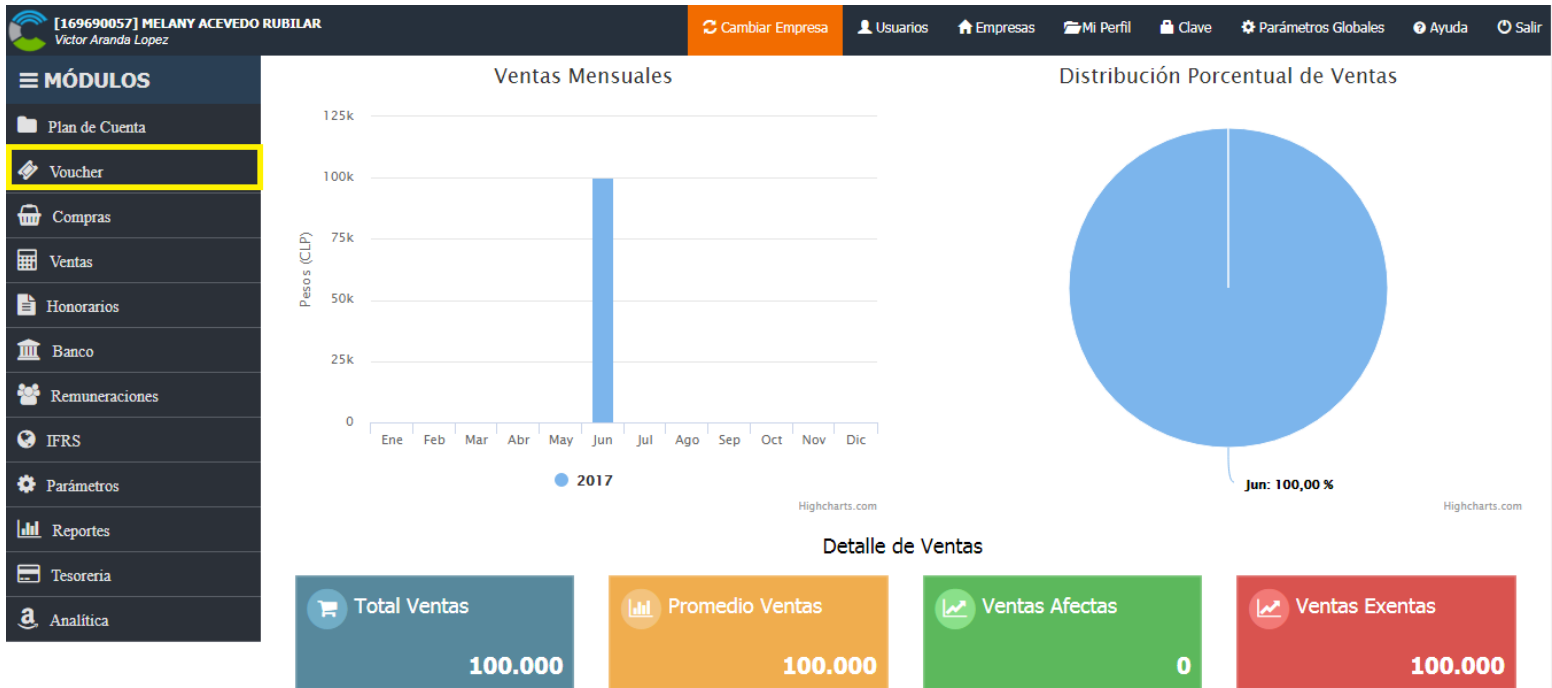 [169690057] MELANY ACEVEDO RUBILAR
Victor Aranda Lopez
Cambiar Empresa
Usuarios
Empresas
Mi Perfil
Clave
Parámetros Globales
Ayuda
Salir
MÓDULOS
Plan de Cuenta
Voucher
Compras
Ventas
Honorarios
Banco
Remuneraciones
IFRS
Parámetros
Reportes
Tesoreria
Analítica
Ventas Mensuales
Pesos (CLP)
125k
100k
75k
50k
25k
0
Ene Feb Mar Abr May Jun Jul Ago Sep Oct Nov Dic
2017
Highcharts.com
Distribución Porcentual de Ventas
Jun: 100,00 %
Highcharts.com
Detalle de Ventas
Total Ventas
100.000
Promedio Ventas
100.000
Ventas Afectas
0
Ventas Exentas
100.000